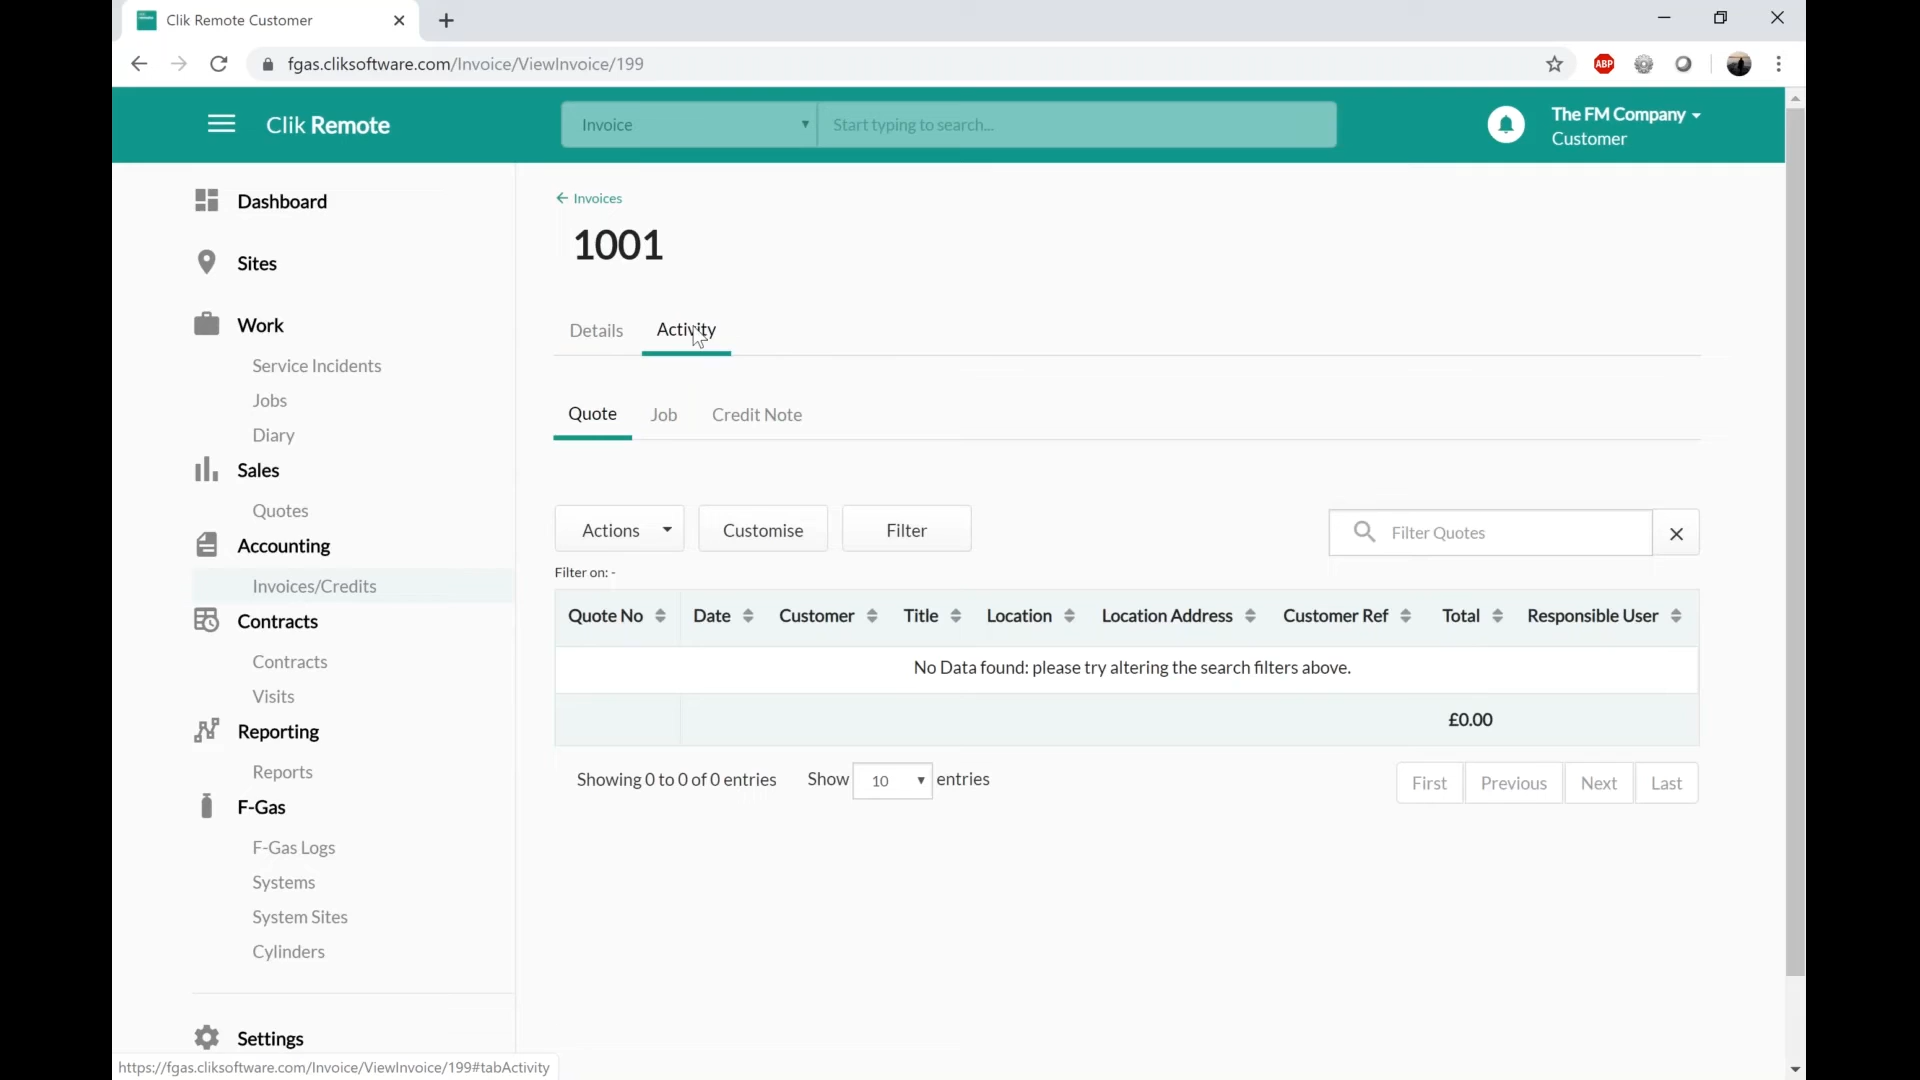 Clik Remote Customer
fgas.cliksoftware.com/Invoice/ViewInvoice/199
ABP
Clik Remote
Invoice
Start typing to search...
The FM Company
Customer
Dashboard
Sites
Work
Service Incidents
Jobs
Diary
Sales
Quotes
Accounting
Invoices/Credits
Contracts
Contracts
Visits
Reporting
Reports
F-Gas
F-Gas Logs
Systems
System Sites
Cylinders
Settings
Invoices
1001
Details Activity
Quote Job Credit Note
Actions Customise Filter
Filter Quotes
Filter on: -
Quote No Date Customer Title Location Location Address Customer Ref Total Responsible User
No Data found: please try altering the search filters above.
£0.00
Showing 0 to 0 of 0 entries Show 10 entries
First Previous Next Last
https://fgas.cliksoftware.com/Invoice/ViewInvoice/199#tabActivity